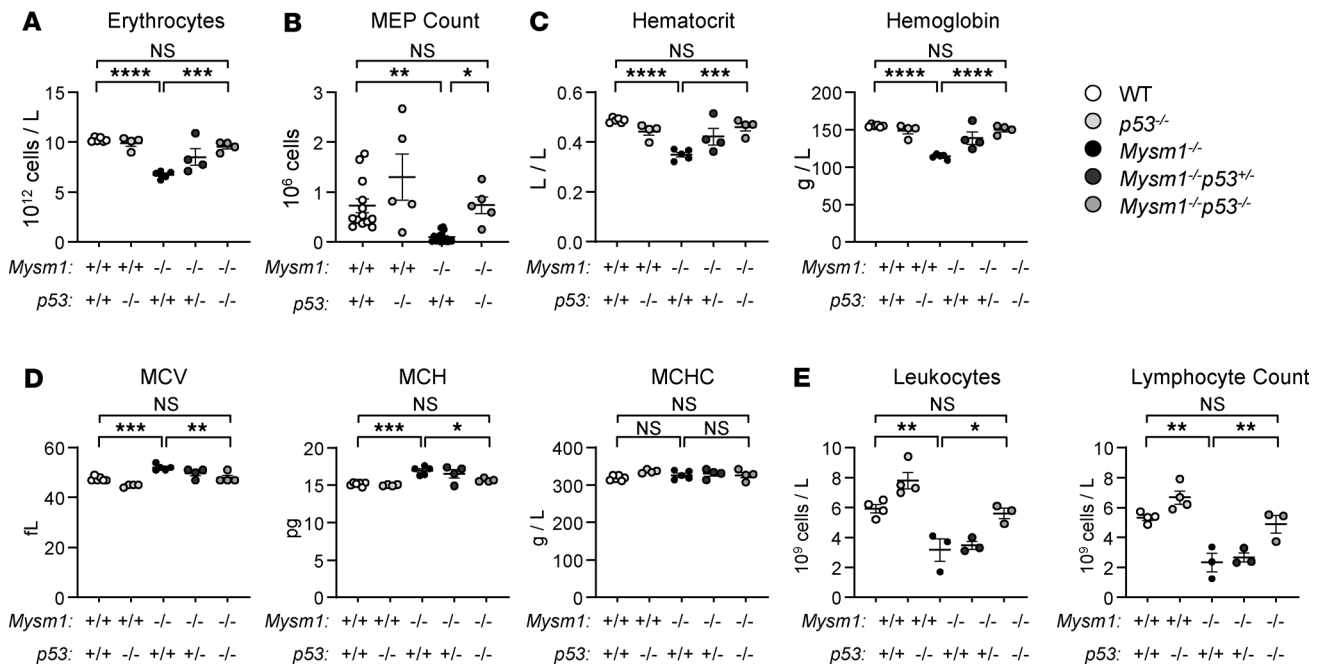 A Erythrocytes
NS
**** ***
15
10
5
0
10¹² cells / L
Mysm1: +/+ +/+ -/- -/- -/-
p53: +/+ -/- +/+ +/- -/-
B MEP Count
NS
** *
3
2
1
0
10⁶ cells
Mysm1: +/+ +/+ -/- -/-
p53: +/+ -/- +/+ -/-
C Hematocrit
NS
**** ***
0.6
0.4
0.2
0.0
L / L
Mysm1: +/+ +/+ -/- -/- -/-
p53: +/+ -/- +/+ +/- -/-
Hemoglobin
NS
**** ****
200
150
100
50
0
g / L
Mysm1: +/+ +/+ -/- -/- -/-
p53: +/+ -/- +/+ +/- -/-
WT
p53-/-
Mysm1-/-
Mysm1-/-p53+/-
Mysm1-/-p53-/-
D MCV
NS
*** **
60
40
20
0
fL
Mysm1: +/+ +/+ -/- -/- -/-
p53: +/+ -/- +/+ +/- -/-
MCH
NS
*** *
20
15
10
5
0
pg
Mysm1: +/+ +/+ -/- -/- -/-
p53: +/+ -/- +/+ +/- -/-
MCHC
NS
NS NS
400
300
200
100
0
g / L
Mysm1: +/+ +/+ -/- -/- -/-
p53: +/+ -/- +/+ +/- -/-
E Leukocytes
NS
** *
10
8
6
4
2
0
10⁹ cells / L
Mysm1: +/+ +/+ -/- -/- -/-
p53: +/+ -/- +/+ +/- -/-
Lymphocyte Count
NS
** **
10
8
6
4
2
0
10⁹ cells / L
Mysm1: +/+ +/+ -/- -/- -/-
p53: +/+ -/- +/+ +/- -/-